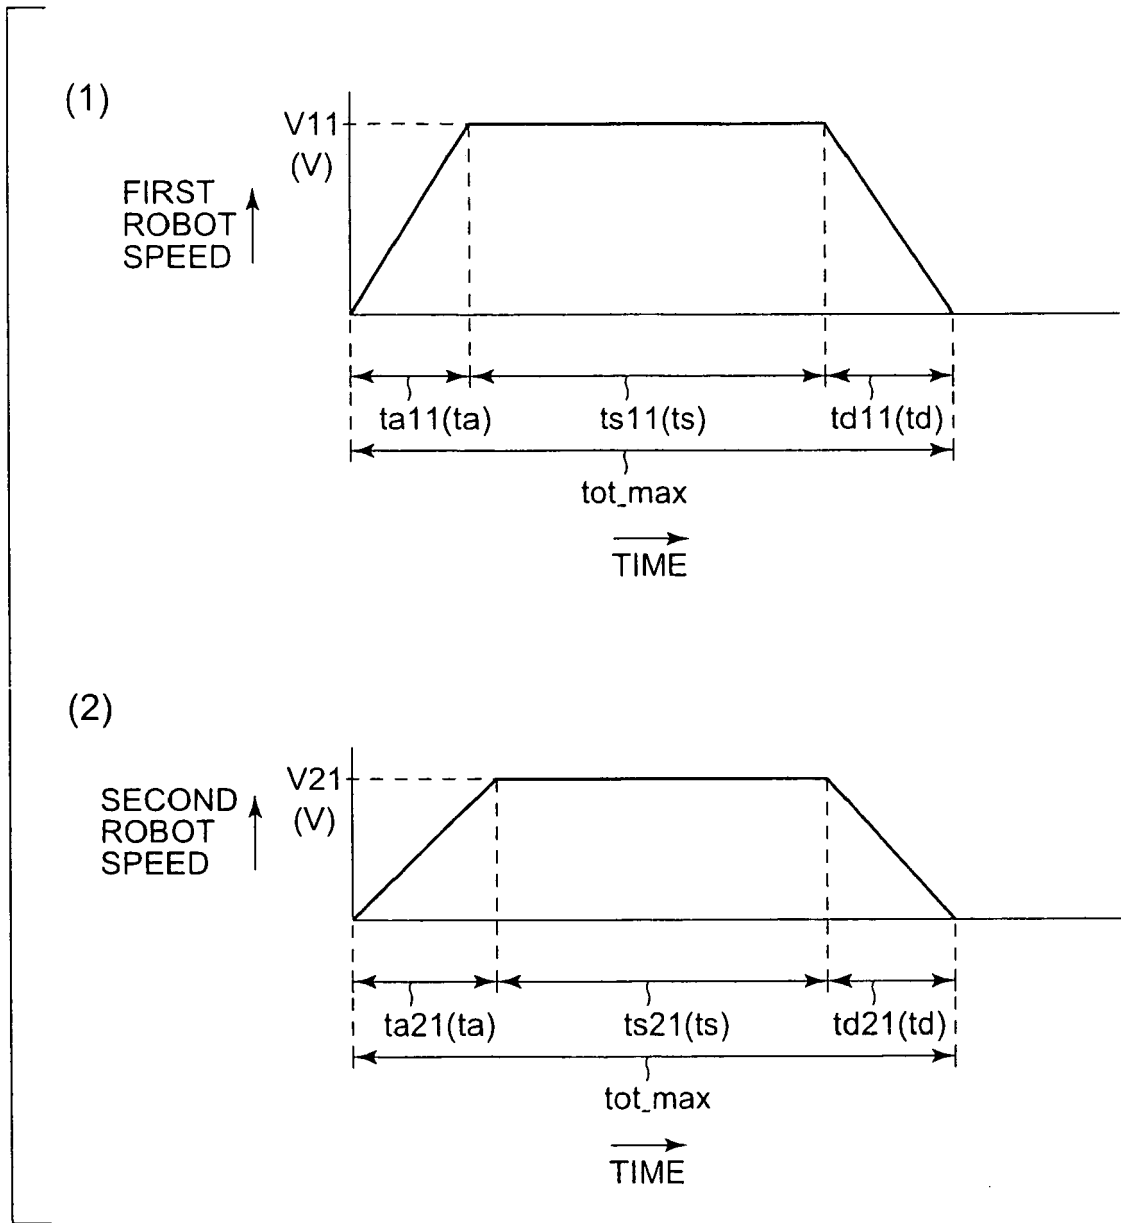 (1)
V11
(V)
FIRST
ROBOT
SPEED
ta11(ta)
ts11(ts)
td11(td)
tot_max
TIME
(2)
V21
(V)
SECOND
ROBOT
SPEED
ta21(ta)
ts21(ts)
td21(td)
tot_max
TIME